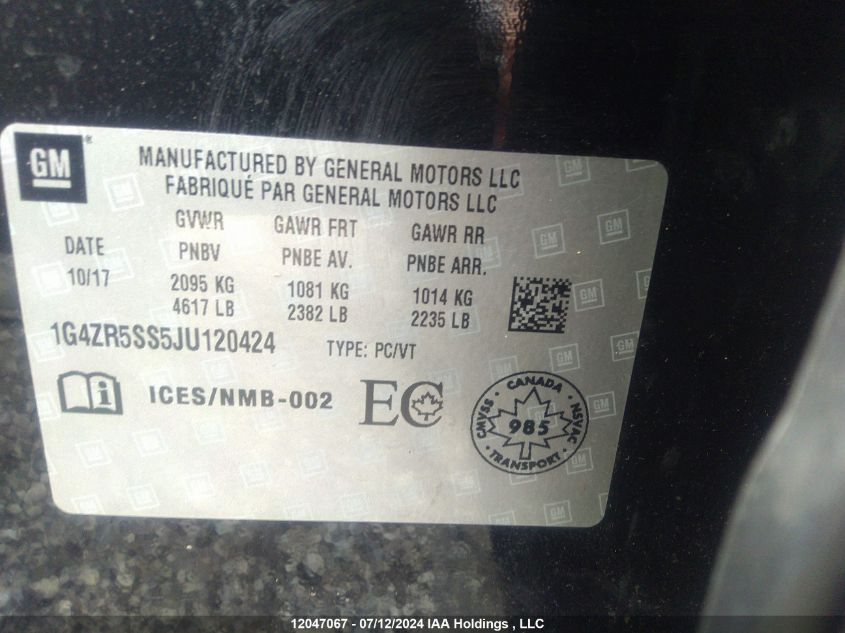 GM
MANUFACTURED BY GENERAL MOTORS LLC
FABRIQUÉ PAR GENERAL MOTORS LLC
DATE GVWR GAWR FRT GAWR RR
10/17 PNBV PNBE AV. PNBE ARR.
2095 KG 1081 KG 1014 KG
4617 LB 2382 LB 2235 LB
1G4ZR5SS5JU120424 TYPE: PC/VT
i ICES/NMB-002 EC
CANADA
CMVSS 985 NSVAC
TRANSPORT
12047067 - 07/12/2024 IAA Holdings , LLC